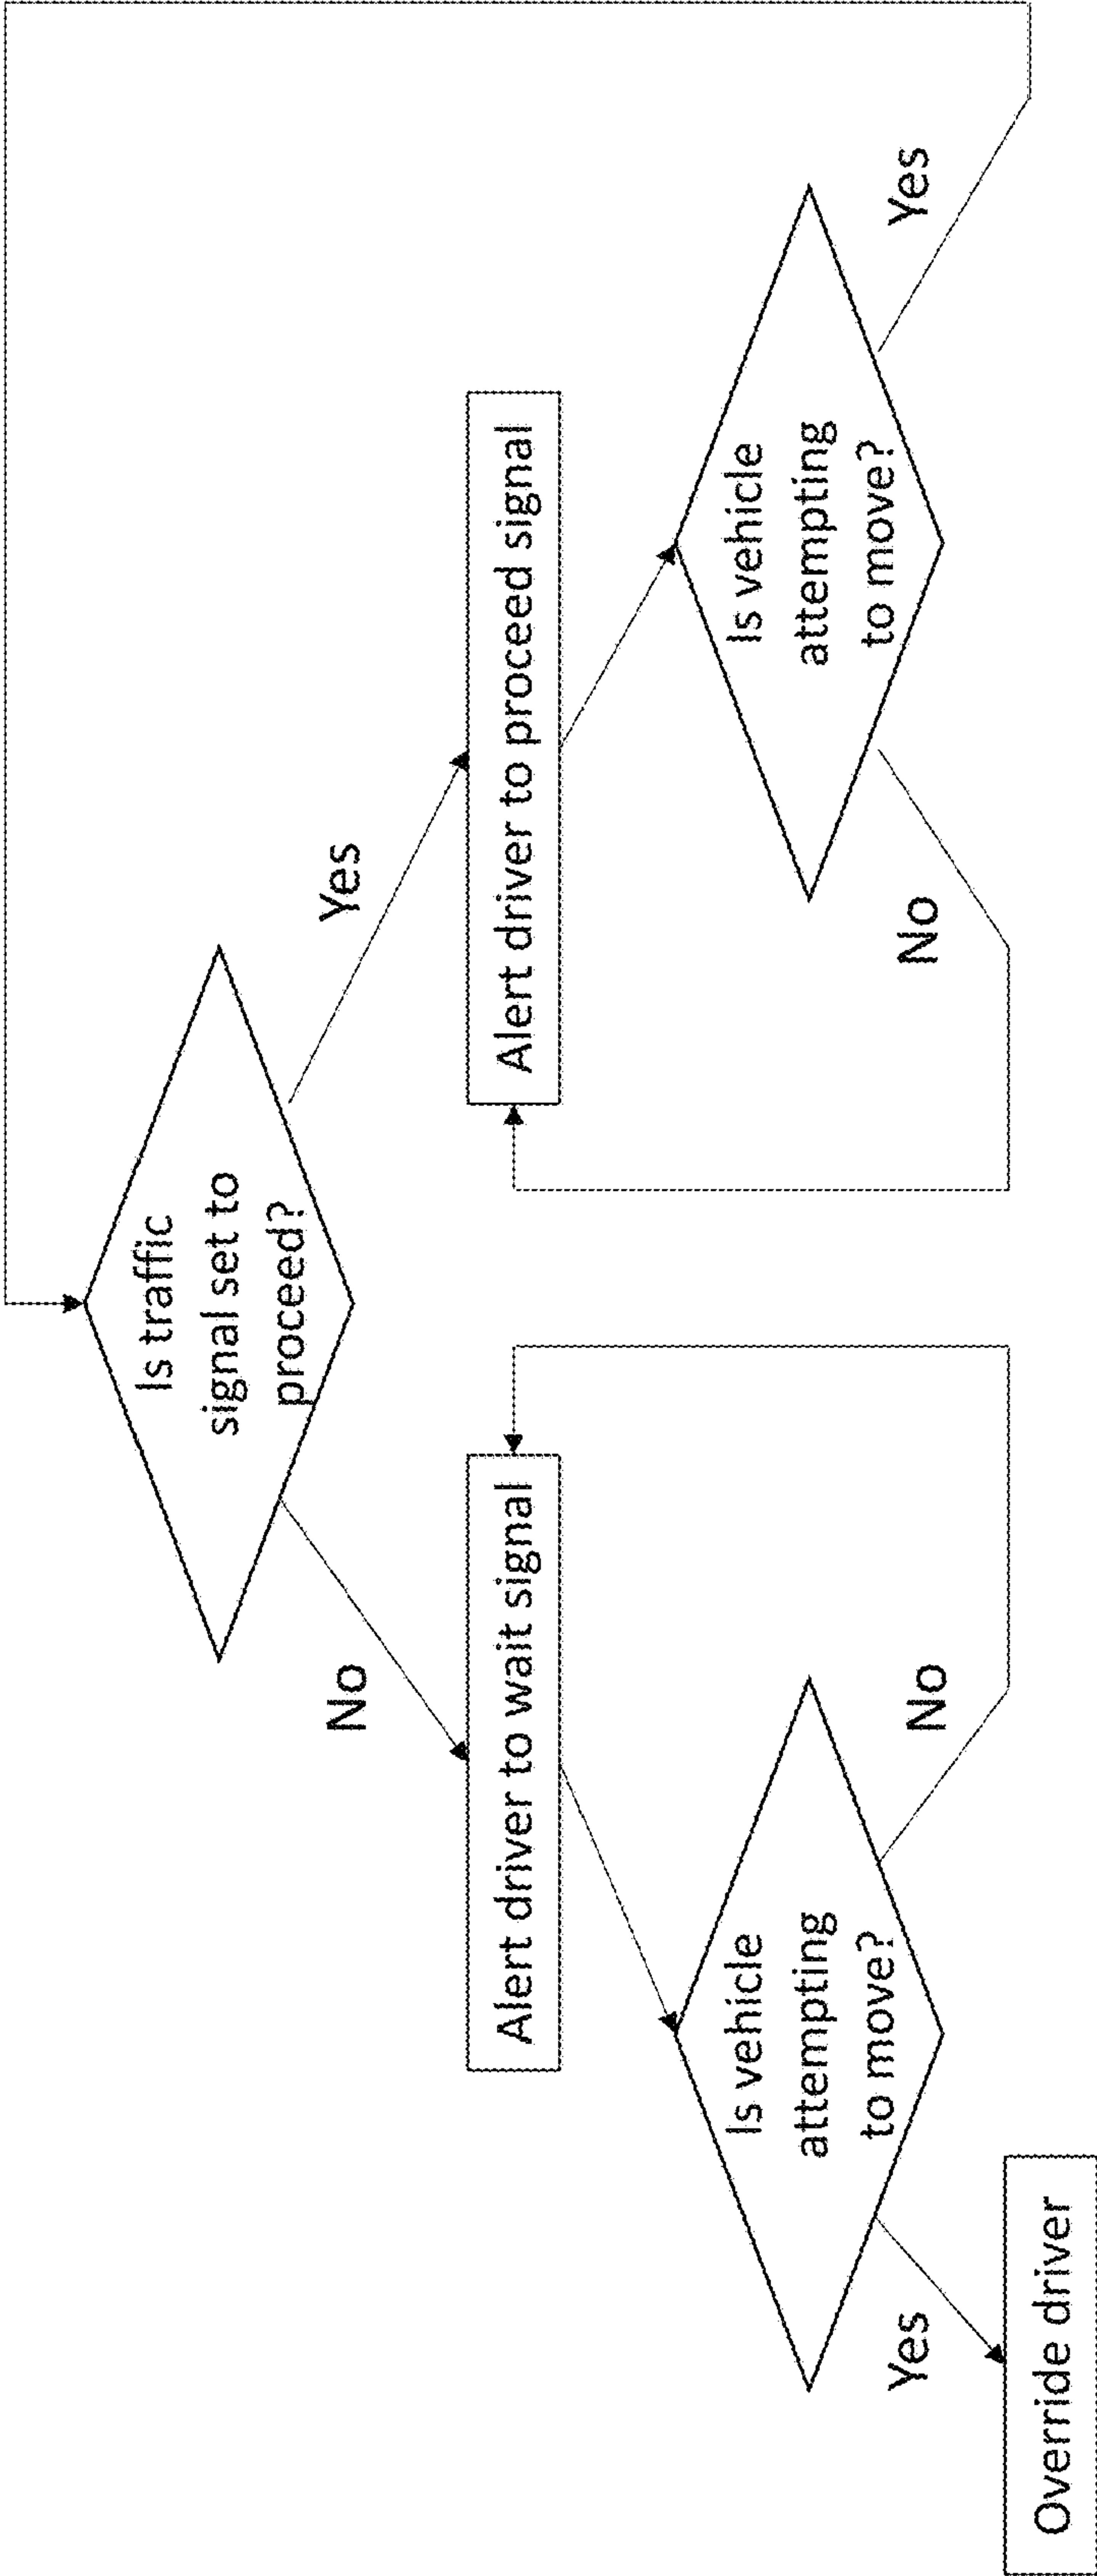 Is traffic
signal set to
proceed?
No
Yes
Alert driver to wait signal
Alert driver to proceed signal
Is vehicle
attempting
to move?
Is vehicle
attempting
to move?
Yes
No
No
Yes
Override driver